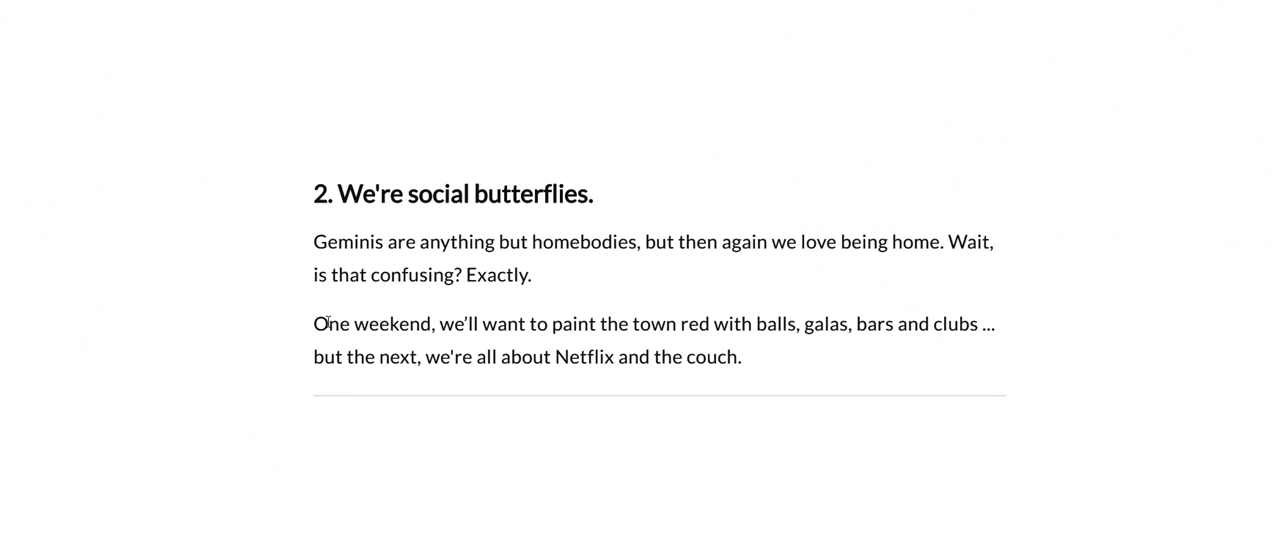 2. We're social butterflies.
Geminis are anything but homebodies, but then again we love being home. Wait,
is that confusing? Exactly.
One weekend, we’ll want to paint the town red with balls, galas, bars and clubs ...
but the next, we're all about Netflix and the couch.